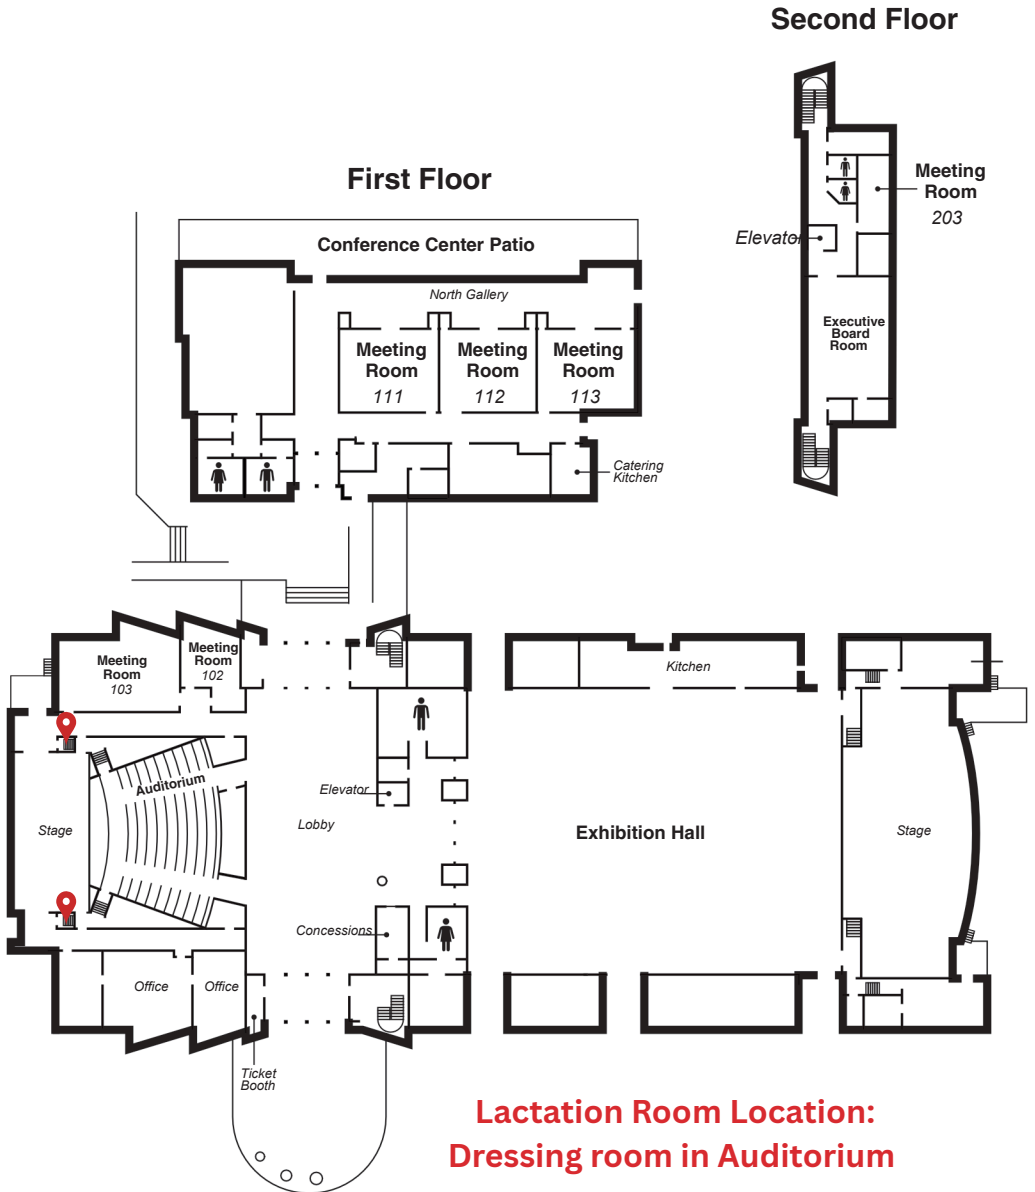 Second Floor
Meeting
Room
203
Elevator
Executive
Board
Room
First Floor
Conference Center Patio
North Gallery
Meeting
Room
111
Meeting
Room
112
Meeting
Room
113
Catering
Kitchen
Meeting
Room
103
Meeting
Room
102
Kitchen
Auditorium
Elevator
Lobby
Stage
Exhibition Hall
Stage
Concessions
Office
Office
Ticket
Booth
Lactation Room Location:
Dressing room in Auditorium